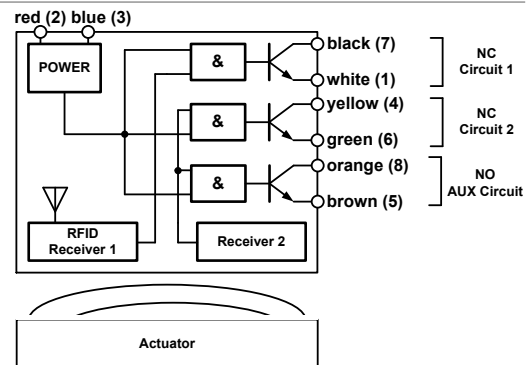 red (2) blue (3)
POWER
&
black (7)
white (1)
NC
Circuit 1
&
yellow (4)
green (6)
NC
Circuit 2
&
orange (8)
brown (5)
NO
AUX Circuit
RFID
Receiver 1
Receiver 2
Actuator